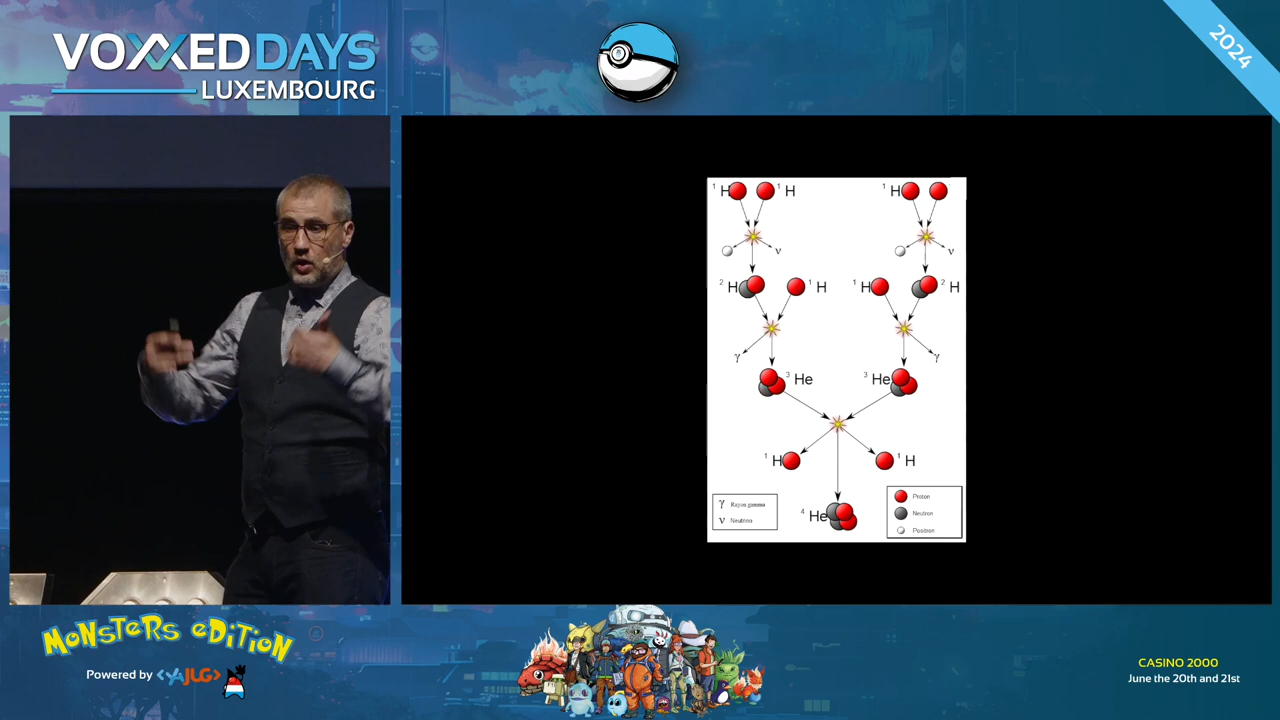 VOXXEDDAYS
LUXEMBOURG
2024
¹H ¹H ¹H
ν ν
²H ¹H ¹H ²H
γ γ
³He ³He
¹H ¹H
⁴He
γ Rayon gamma
ν Neutrino
Proton
Neutron
Positron
MONSTERS EDITION
Powered by <YAJLG>
CASINO 2000
June the 20th and 21st